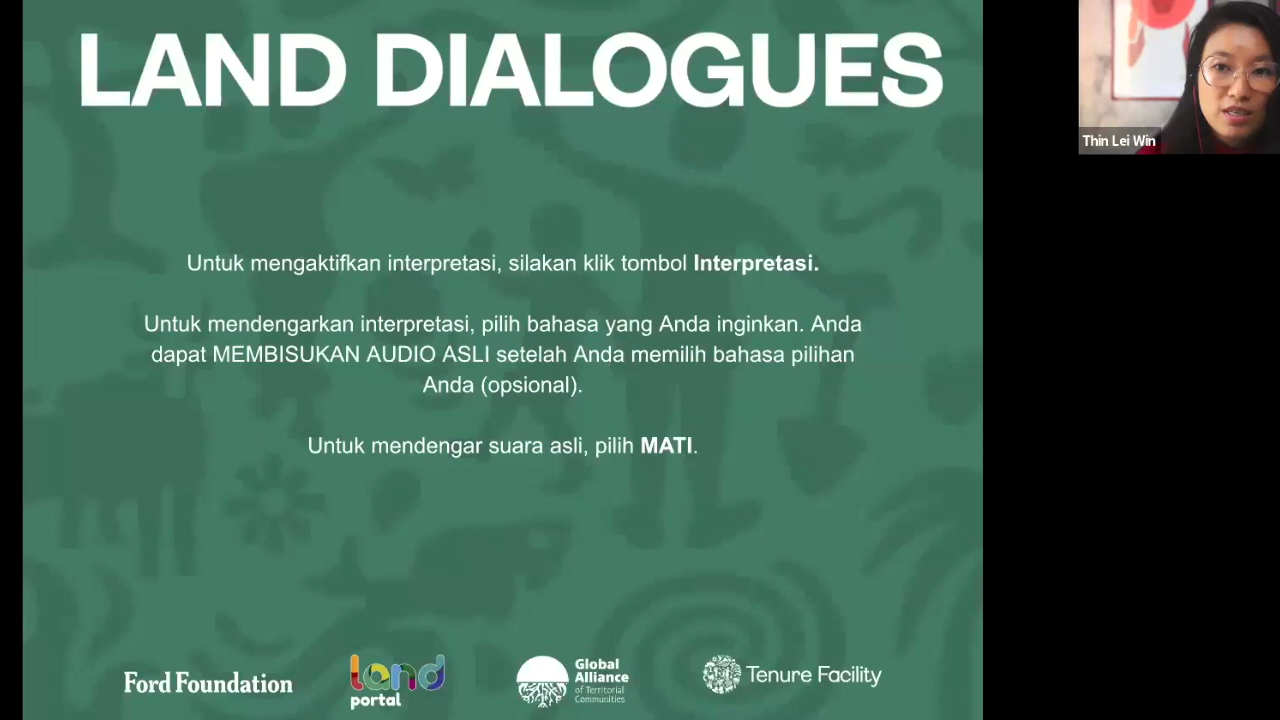 LAND DIALOGUES
Thin Lei Win
Untuk mengaktifkan interpretasi, silakan klik tombol Interpretasi.
Untuk mendengarkan interpretasi, pilih bahasa yang Anda inginkan. Anda
dapat MEMBISUKAN AUDIO ASLI setelah Anda memilih bahasa pilihan
Anda (opsional).
Untuk mendengar suara asli, pilih MATI.
Ford Foundation
land
portal
Global
Alliance
of Territorial
Communities
Tenure Facility